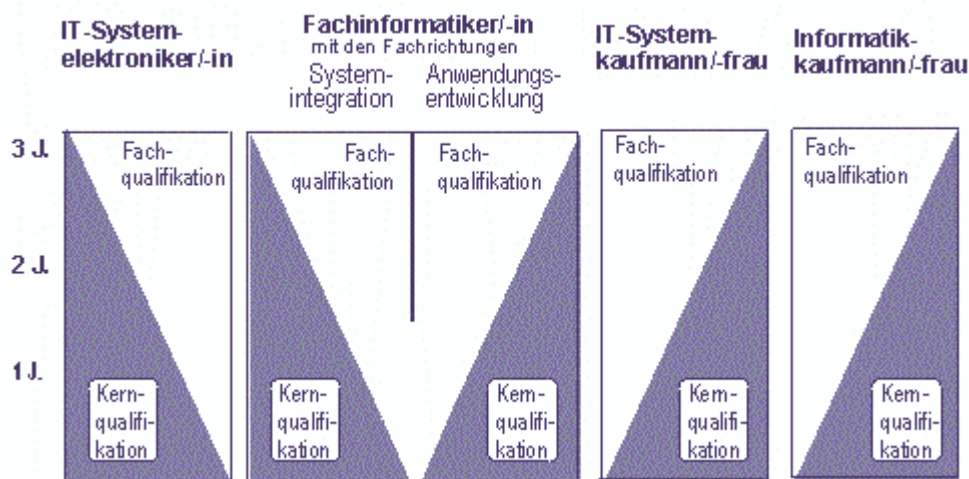 IT-System-
elektroniker/-in
Fachinformatiker/-in
mit den Fachrichtungen
System-
integration
Anwendungs-
entwicklung
IT-System-
kaufmann/-frau
Informatik-
kaufmann/-frau
3 J.
2 J.
1 J.
Fach-
qualifikation
Kern-
qualifi-
kation
Fach-
qualifikation
Kern-
qualifi-
kation
Fach-
qualifikation
Kern-
qualifi-
kation
Fach-
qualifikation
Kern-
qualifi-
kation
Fach-
qualifikation
Kern-
qualifi-
kation